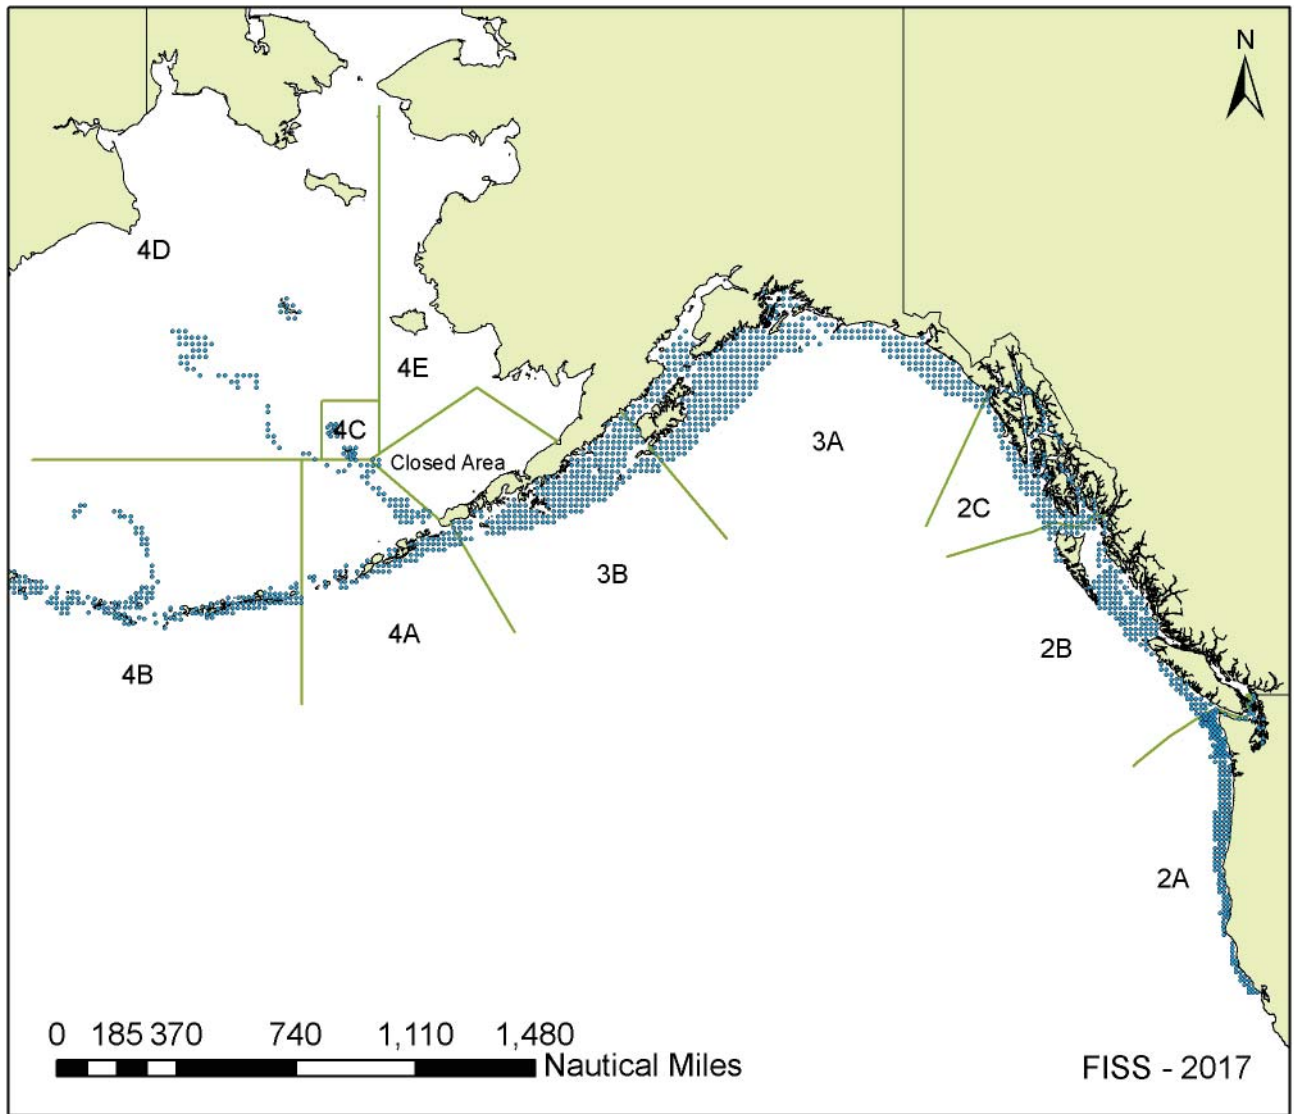 N
4D
4E
4C
Closed Area
3A
2C
3B
4A
2B
4B
2A
0 185 370 740 1,110 1,480
Nautical Miles
FISS - 2017